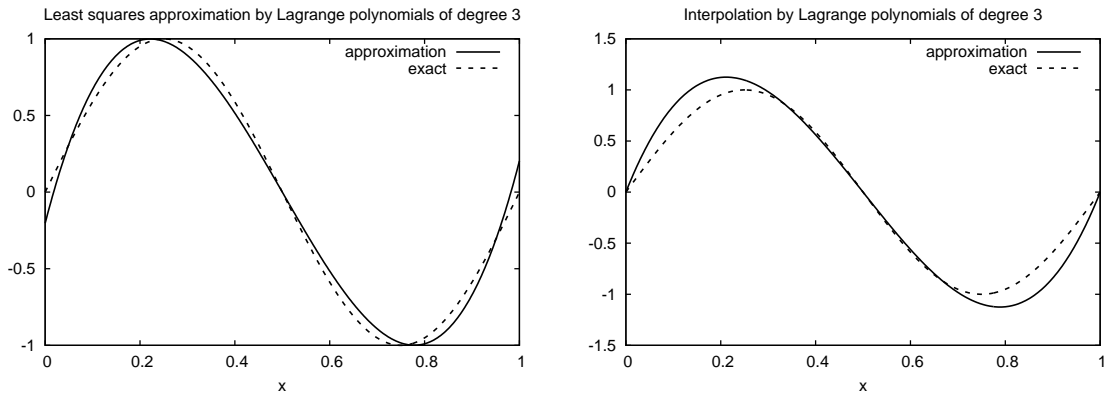 Least squares approximation by Lagrange polynomials of degree 3
1
0.5
0
-0.5
-1
0 0.2 0.4 0.6 0.8 1
x
approximation
exact
Interpolation by Lagrange polynomials of degree 3
1.5
1
0.5
0
-0.5
-1
-1.5
0 0.2 0.4 0.6 0.8 1
x
approximation
exact